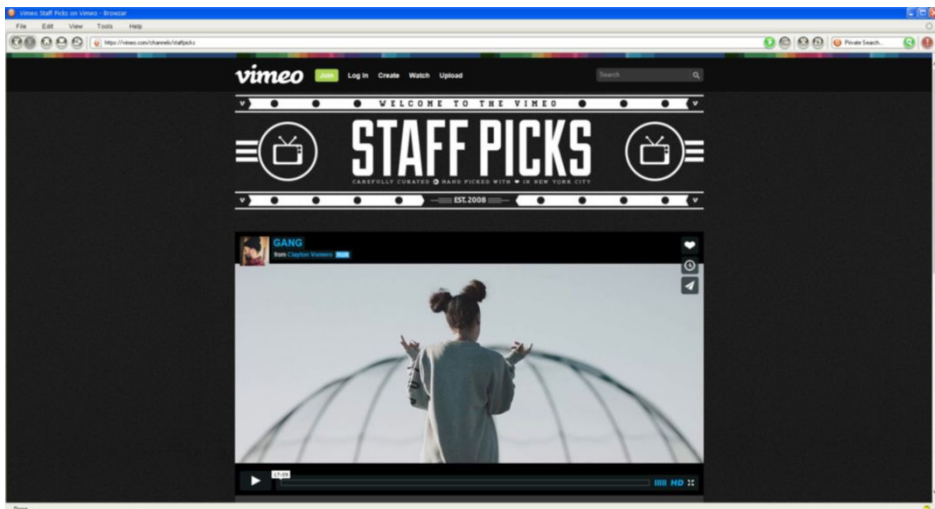 Vimeo Staff Picks on Vimeo - Browzar
File Edit View Tools Help
https://vimeo.com/channels/staffpicks
Private Search...
vimeo Join Log In Create Watch Upload Search
WELCOME TO THE VIMEO
STAFF PICKS
CAREFULLY CURATED HAND PICKED WITH ♥ IN NEW YORK CITY
EST. 2008
GANG
from Clayton Vomero PLUS
HD